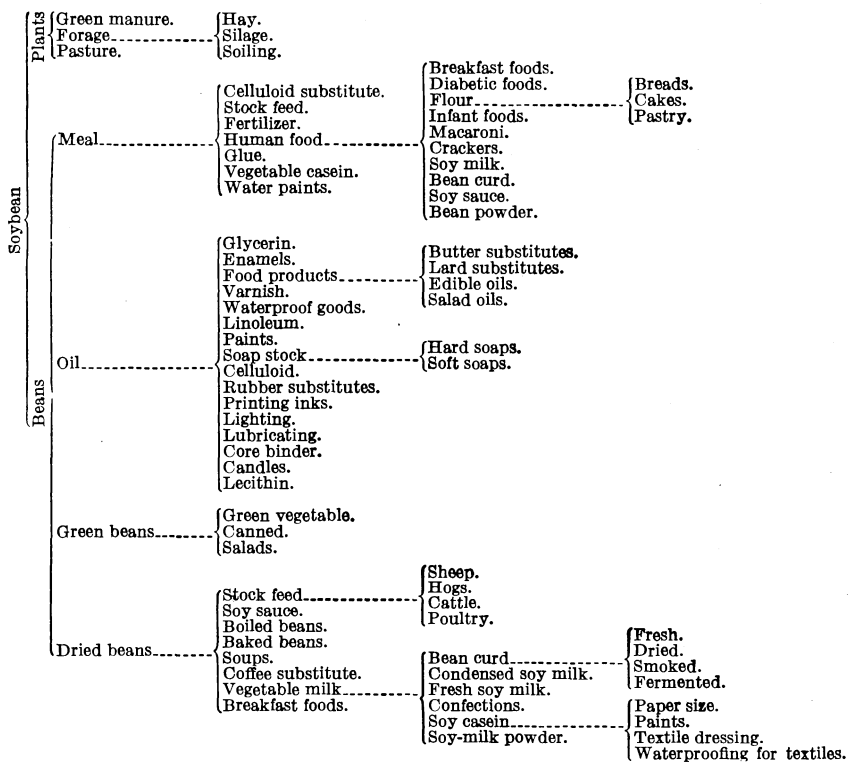 Soybean
Plants
Green manure.
Forage
Pasture.
Hay.
Silage.
Soiling.
Beans
Meal
Celluloid substitute.
Stock feed.
Fertilizer.
Human food
Glue.
Vegetable casein.
Water paints.
Breakfast foods.
Diabetic foods.
Flour
Infant foods.
Macaroni.
Crackers.
Soy milk.
Bean curd.
Soy sauce.
Bean powder.
Breads.
Cakes.
Pastry.
Oil
Glycerin.
Enamels.
Food products
Varnish.
Waterproof goods.
Linoleum.
Paints.
Soap stock
Celluloid.
Rubber substitutes.
Printing inks.
Lighting.
Lubricating.
Core binder.
Candles.
Lecithin.
Butter substitutes.
Lard substitutes.
Edible oils.
Salad oils.
Hard soaps.
Soft soaps.
Green beans
Green vegetable.
Canned.
Salads.
Dried beans
Stock feed
Soy sauce.
Boiled beans.
Baked beans.
Soups.
Coffee substitute.
Vegetable milk
Breakfast foods.
Sheep.
Hogs.
Cattle.
Poultry.
Bean curd
Condensed soy milk.
Fresh soy milk.
Confections.
Soy casein
Soy-milk powder.
Fresh.
Dried.
Smoked.
Fermented.
Paper size.
Paints.
Textile dressing.
Waterproofing for textiles.